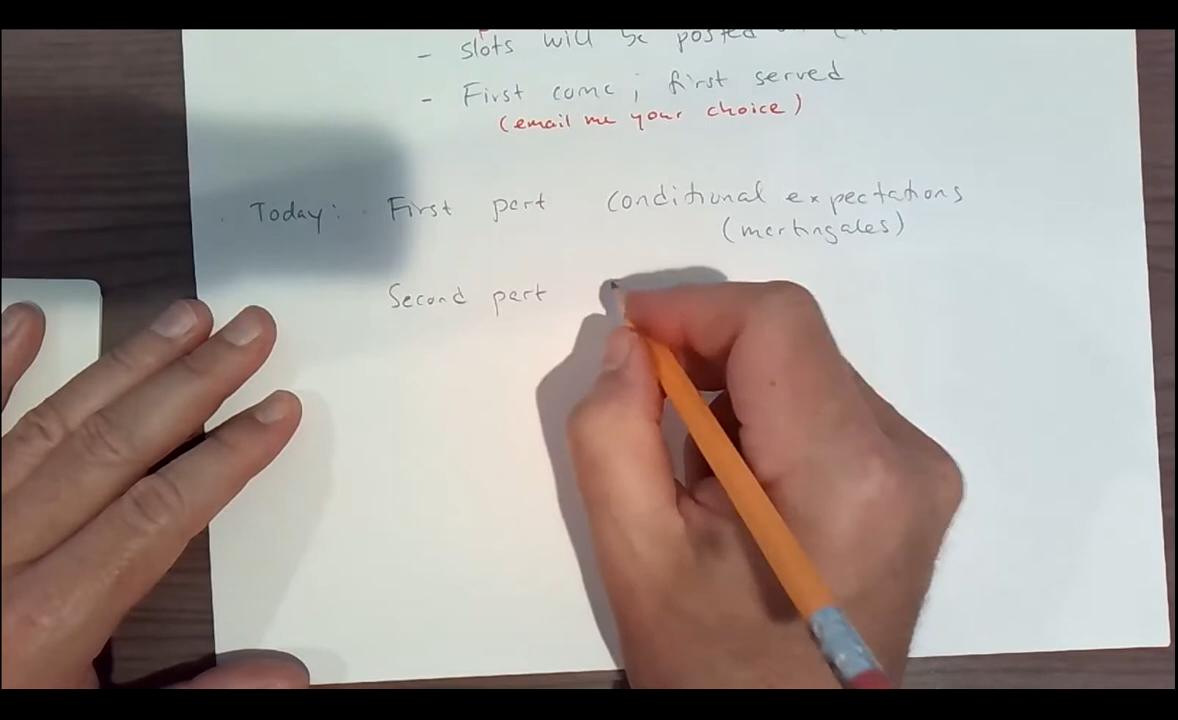 - slots will be posted on
- First come ; first served
(email me your choice)
Today: First part conditional expectations
(martingales)
Second part